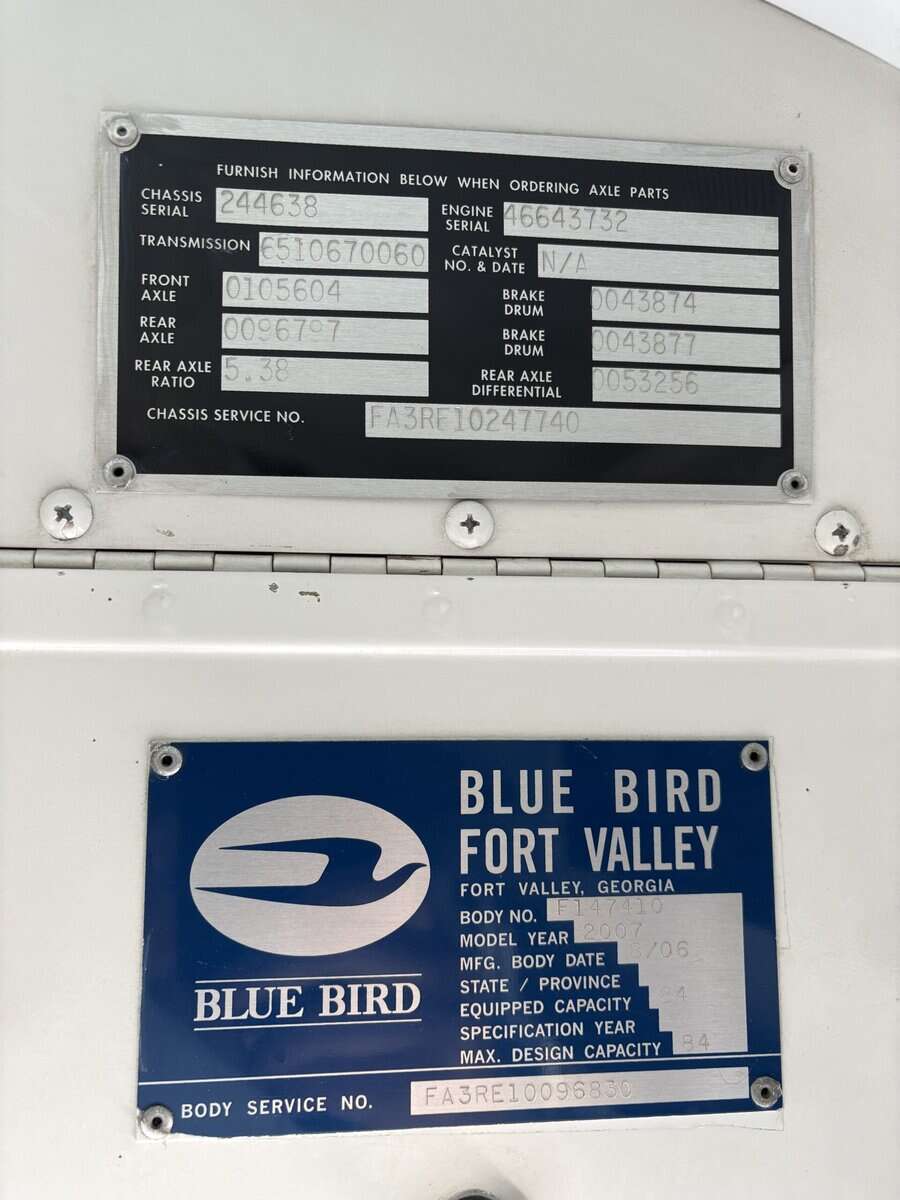 FURNISH INFORMATION BELOW WHEN ORDERING AXLE PARTS
CHASSIS SERIAL 244638
ENGINE SERIAL 46643732
TRANSMISSION 6510670060
CATALYST NO. & DATE N/A
FRONT AXLE 0105604
BRAKE DRUM 0043874
REAR AXLE 0096797
BRAKE DRUM 0043877
REAR AXLE RATIO 5.38
REAR AXLE DIFFERENTIAL 0053256
CHASSIS SERVICE NO. FA3RE10247740
BLUE BIRD
FORT VALLEY
FORT VALLEY, GEORGIA
BODY NO. F147410
MODEL YEAR 2007
MFG. BODY DATE
STATE / PROVINCE
EQUIPPED CAPACITY 84
SPECIFICATION YEAR
MAX. DESIGN CAPACITY 84
BLUE BIRD
BODY SERVICE NO. FA3RE10096830